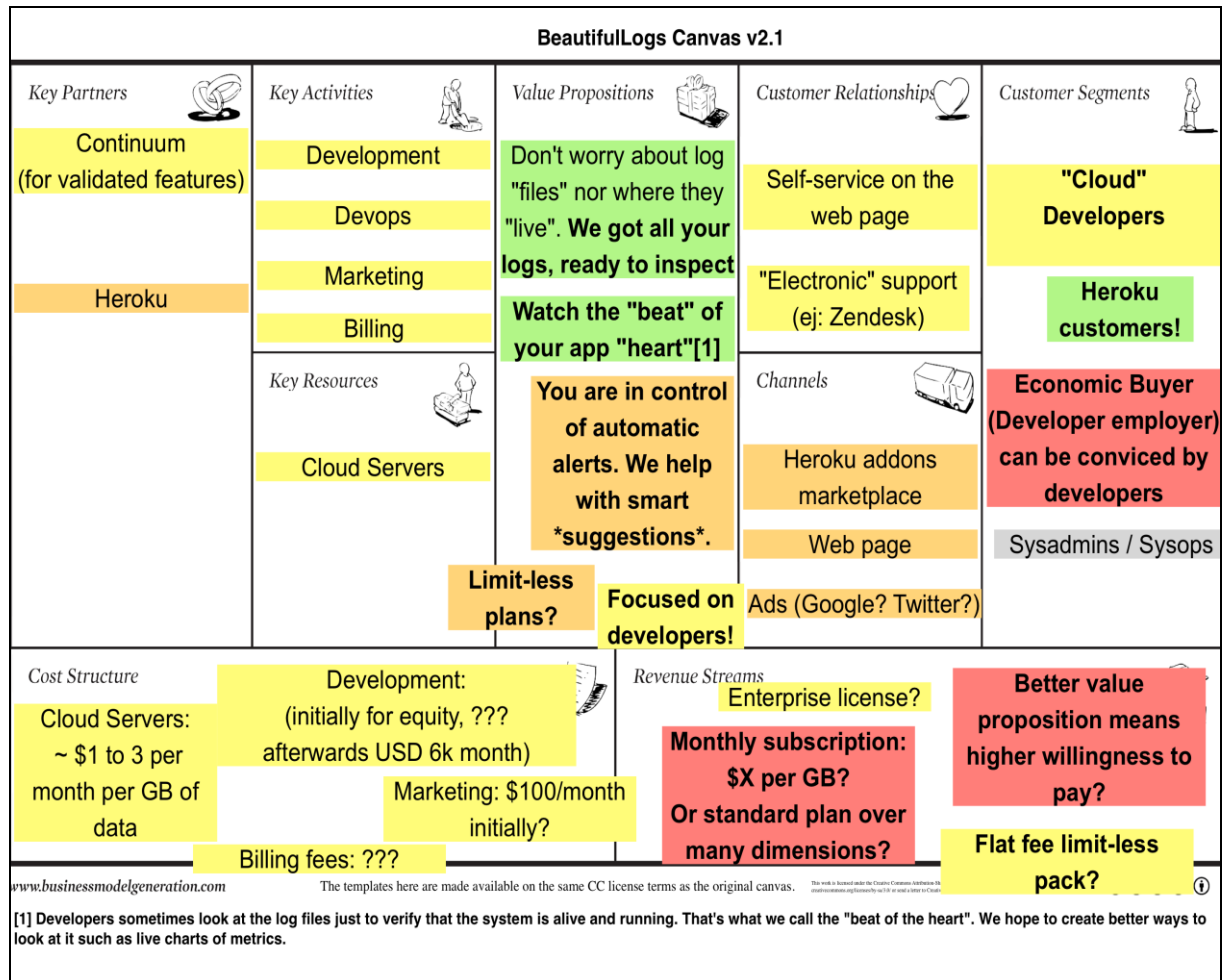 BeautifulLogs Canvas v2.1
Key Partners
Continuum
(for validated features)
Heroku
Key Activities
Development
Devops
Marketing
Billing
Key Resources
Cloud Servers
Value Propositions
Don't worry about log
"files" nor where they
"live". We got all your
logs, ready to inspect
Watch the "beat" of
your app "heart"[1]
You are in control
of automatic
alerts. We help
with smart
*suggestions*.
Limit-less
plans?
Focused on
developers!
Customer Relationships
Self-service on the
web page
"Electronic" support
(ej: Zendesk)
Channels
Heroku addons
marketplace
Web page
Ads (Google? Twitter?)
Customer Segments
"Cloud"
Developers
Heroku
customers!
Economic Buyer
(Developer employer)
can be conviced by
developers
Sysadmins / Sysops
Cost Structure
Cloud Servers:
~ $1 to 3 per
month per GB of
data
Development:
(initially for equity, ???
afterwards USD 6k month)
Marketing: $100/month
initially?
Billing fees: ???
Revenue Streams
Enterprise license?
Monthly subscription:
$X per GB?
Or standard plan over
many dimensions?
Better value
proposition means
higher willingness to
pay?
Flat fee limit-less
pack?
www.businessmodelgeneration.com
The templates here are made available on the same CC license terms as the original canvas.
This work is licensed under the Creative Commons Attribution
[1] Developers sometimes look at the log files just to verify that the system is alive and running. That's what we call the "beat of the heart". We hope to create better ways to
look at it such as live charts of metrics.